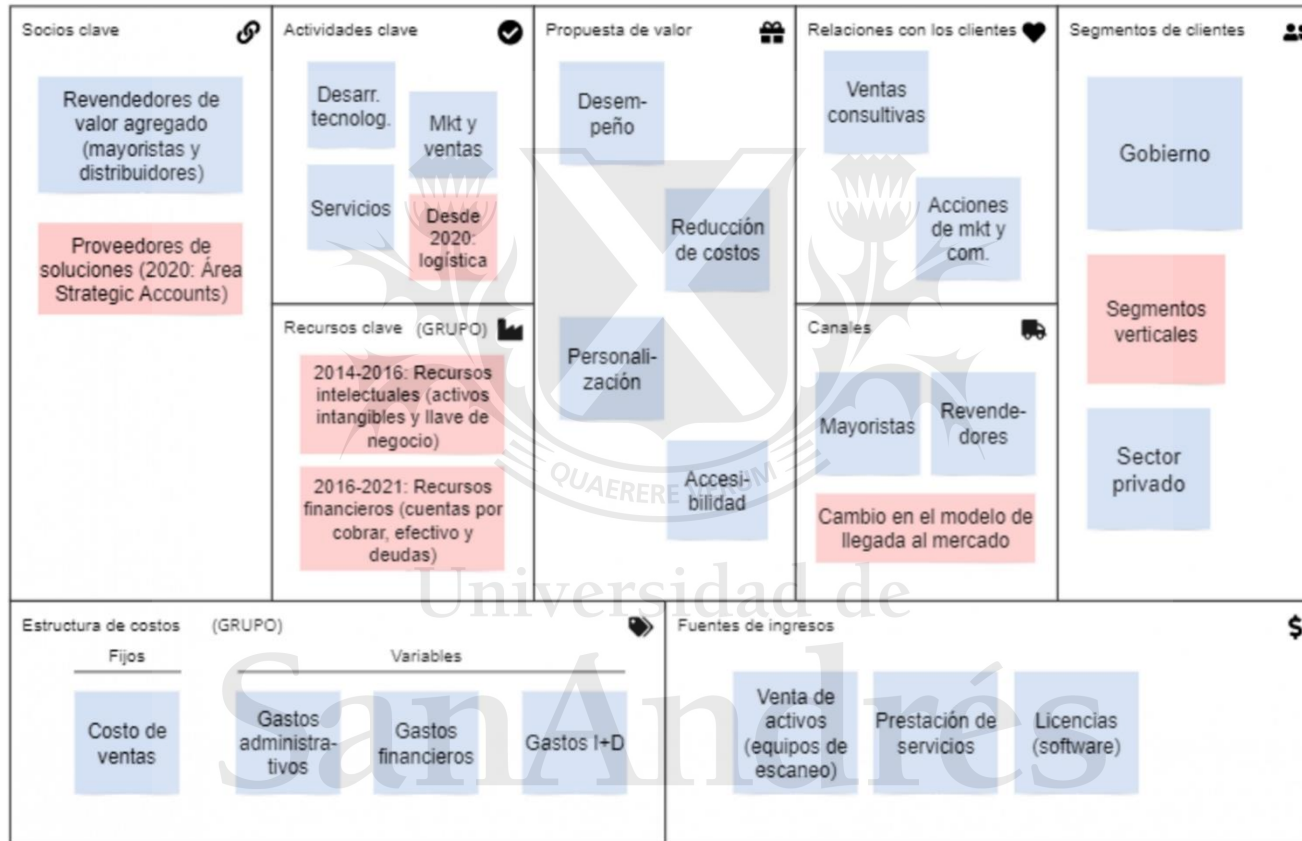 Socios clave
Revendedores de
valor agregado
(mayoristas y
distribuidores)
Proveedores de
soluciones (2020: Área
Strategic Accounts)
Actividades clave
Desarr.
tecnolog.
Mkt y
ventas
Servicios
Desde
2020:
logística
Recursos clave (GRUPO)
2014-2016: Recursos
intelectuales (activos
intangibles y llave de
negocio)
2016-2021: Recursos
financieros (cuentas por
cobrar, efectivo y
deudas)
Propuesta de valor
Desem-
peño
Reducción
de costos
Personali-
zación
Accesi-
bilidad
Relaciones con los clientes
Ventas
consultivas
Acciones
de mkt y
com.
Canales
Mayoristas
Revende-
dores
Cambio en el modelo de
llegada al mercado
Segmentos de clientes
Gobierno
Segmentos
verticales
Sector
privado
Estructura de costos (GRUPO)
Fijos
Variables
Costo de
ventas
Gastos
administra-
tivos
Gastos
financieros
Gastos I+D
Fuentes de ingresos
$
Venta de
activos
(equipos de
escaneo)
Prestación de
servicios
Licencias
(software)
QUAERERE VERUM
Universidad de
SanAndrés